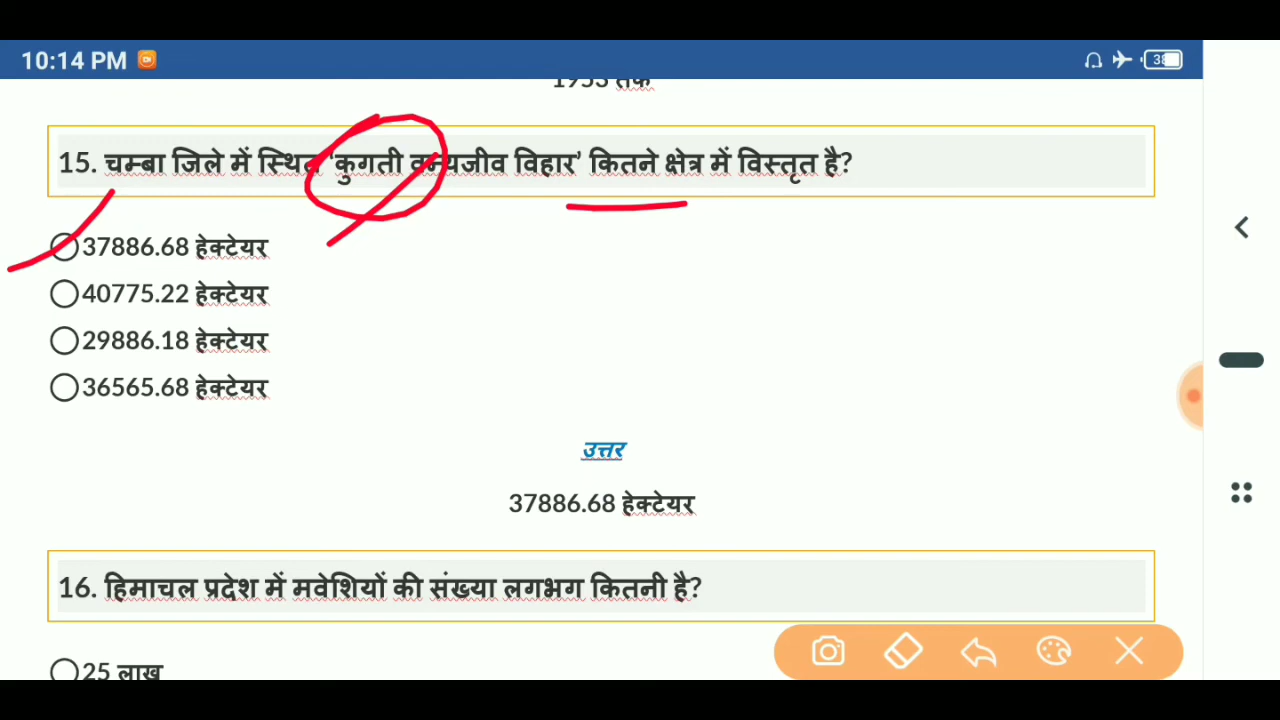 10:14 PM
38
1953 तक
15. चम्बा जिले में स्थित ‘कुगती वन्यजीव विहार’ कितने क्षेत्र में विस्तृत है?
37886.68 हेक्टेयर
40775.22 हेक्टेयर
29886.18 हेक्टेयर
36565.68 हेक्टेयर
उत्तर
37886.68 हेक्टेयर
16. हिमाचल प्रदेश में मवेशियों की संख्या लगभग कितनी है?
25 लाख